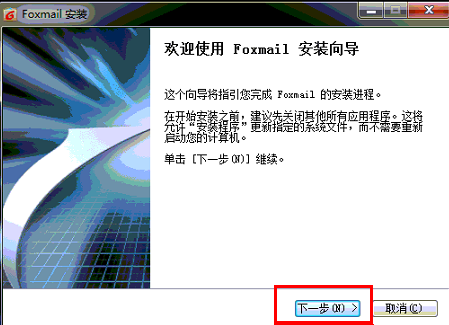 Foxmail 安装
欢迎使用 Foxmail 安装向导
这个向导将指引您完成 Foxmail 的安装进程。
在开始安装之前，建议先关闭其他所有应用程序。这将
允许“安装程序”更新指定的系统文件，而不需要重新
启动您的计算机。
单击 [下一步(N)] 继续。
下一步(N) >
取消(C)